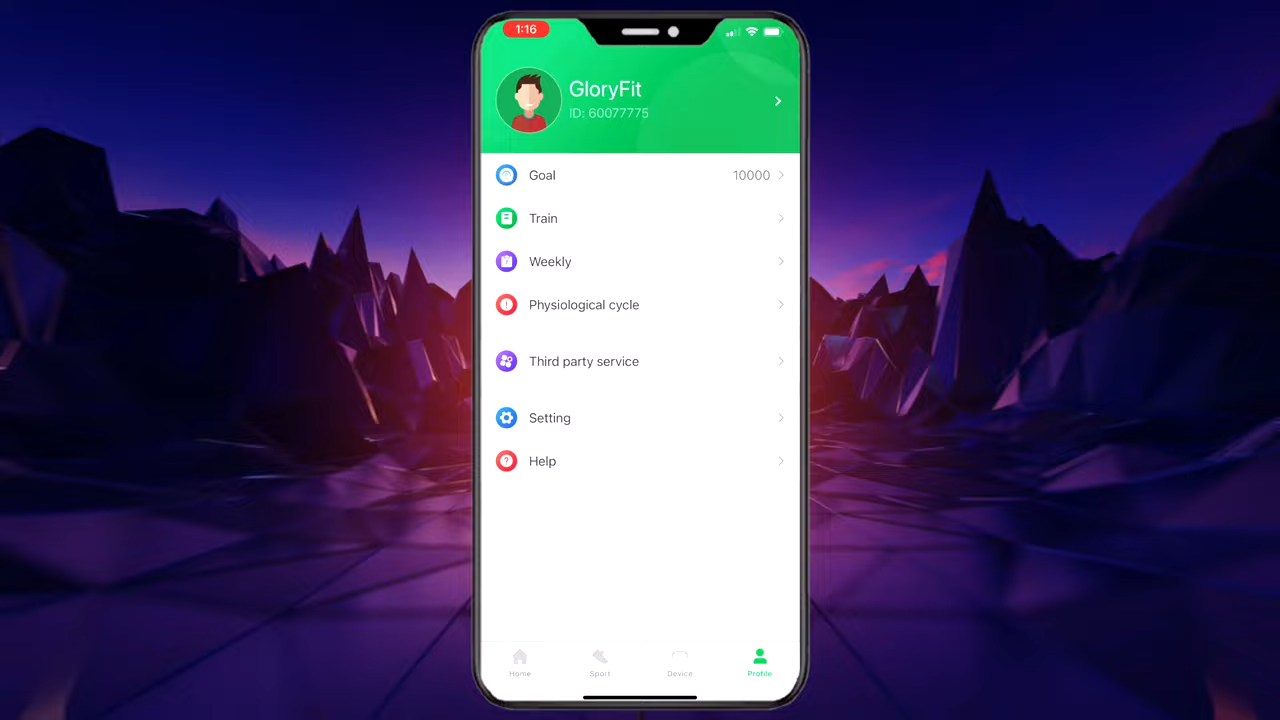 1:16
GloryFit
ID: 60077775
Goal 10000
Train
Weekly
Physiological cycle
Third party service
Setting
Help
Home Sport Device Profile